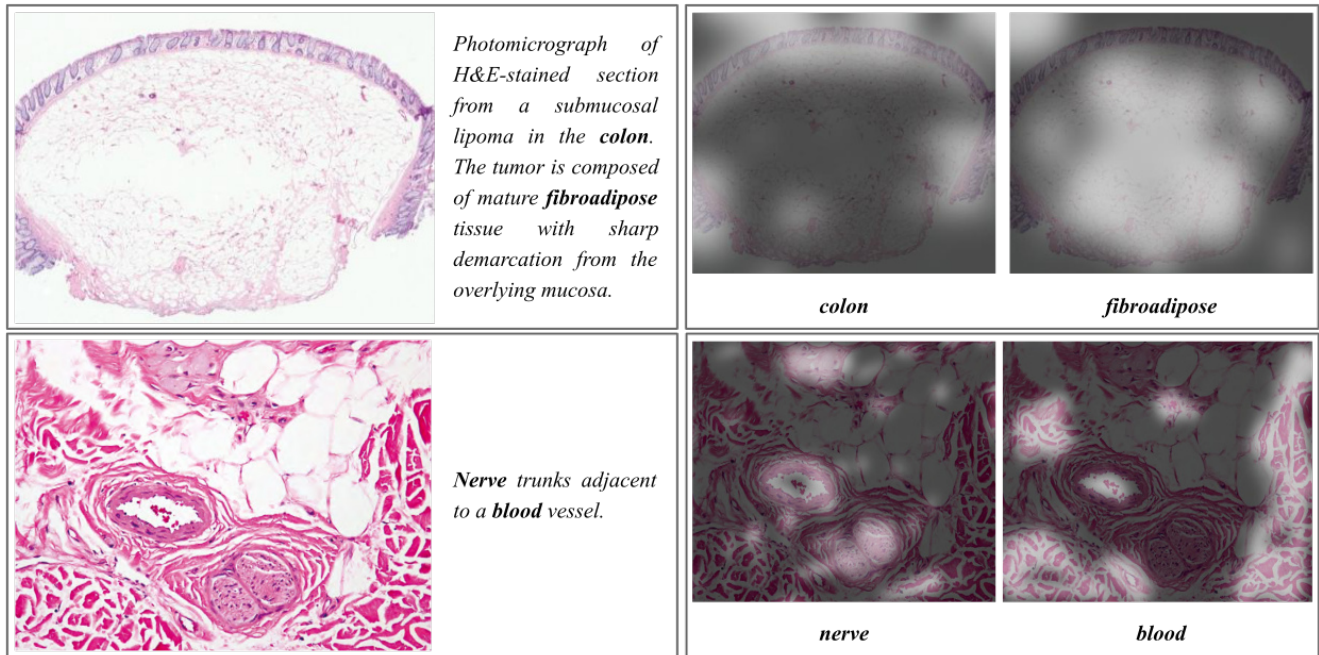 Photomicrograph of
H&E-stained section
from a submucosal
lipoma in the colon.
The tumor is composed
of mature fibroadipose
tissue with sharp
demarcation from the
overlying mucosa.
colon
fibroadipose
Nerve trunks adjacent
to a blood vessel.
nerve
blood